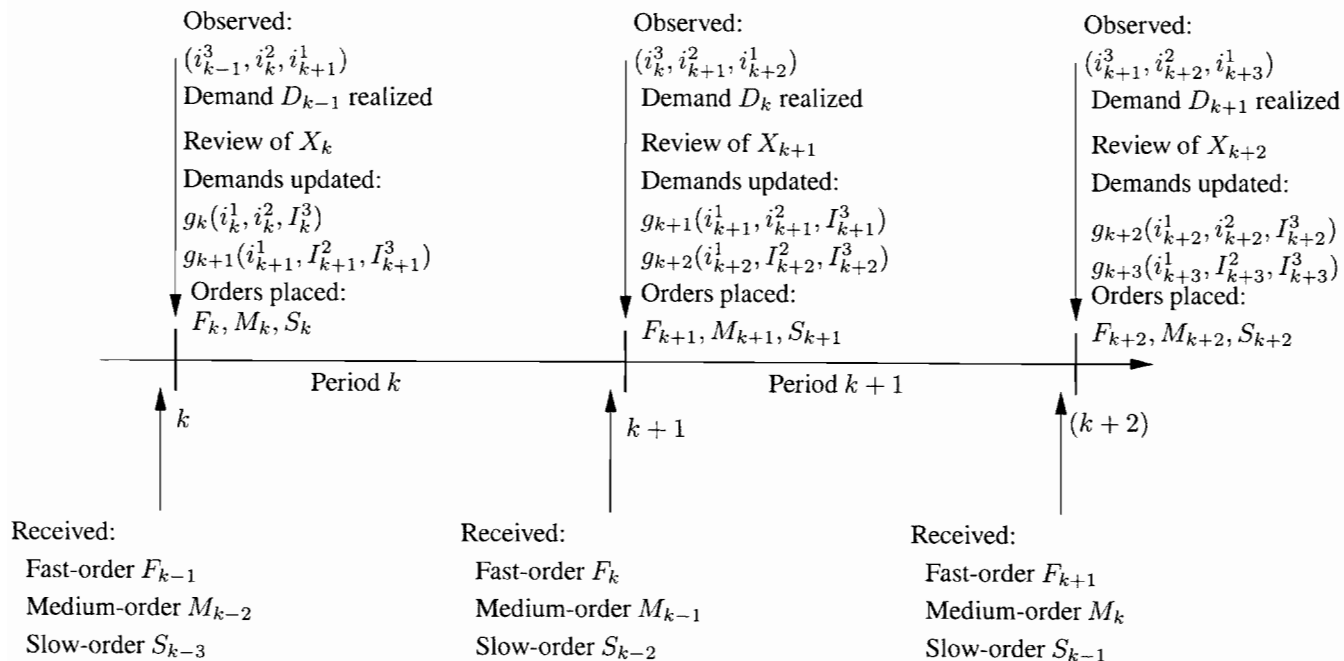 Observed:
$(i^3_{k-1}, i^2_k, i^1_{k+1})$
Demand $D_{k-1}$ realized
Review of $X_k$
Demands updated:
$g_k(i^1_k, i^2_k, I^3_k)$
$g_{k+1}(i^1_{k+1}, I^2_{k+1}, I^3_{k+1})$
Orders placed:
$F_k, M_k, S_k$
Observed:
$(i^3_k, i^2_{k+1}, i^1_{k+2})$
Demand $D_k$ realized
Review of $X_{k+1}$
Demands updated:
$g_{k+1}(i^1_{k+1}, i^2_{k+1}, I^3_{k+1})$
$g_{k+2}(i^1_{k+2}, I^2_{k+2}, I^3_{k+2})$
Orders placed:
$F_{k+1}, M_{k+1}, S_{k+1}$
Observed:
$(i^3_{k+1}, i^2_{k+2}, i^1_{k+3})$
Demand $D_{k+1}$ realized
Review of $X_{k+2}$
Demands updated:
$g_{k+2}(i^1_{k+2}, i^2_{k+2}, I^3_{k+2})$
$g_{k+3}(i^1_{k+3}, I^2_{k+3}, I^3_{k+3})$
Orders placed:
$F_{k+2}, M_{k+2}, S_{k+2}$
Period $k$
Period $k+1$
$k$
$k+1$
$(k+2)$
Received:
Fast-order $F_{k-1}$
Medium-order $M_{k-2}$
Slow-order $S_{k-3}$
Received:
Fast-order $F_k$
Medium-order $M_{k-1}$
Slow-order $S_{k-2}$
Received:
Fast-order $F_{k+1}$
Medium-order $M_k$
Slow-order $S_{k-1}$